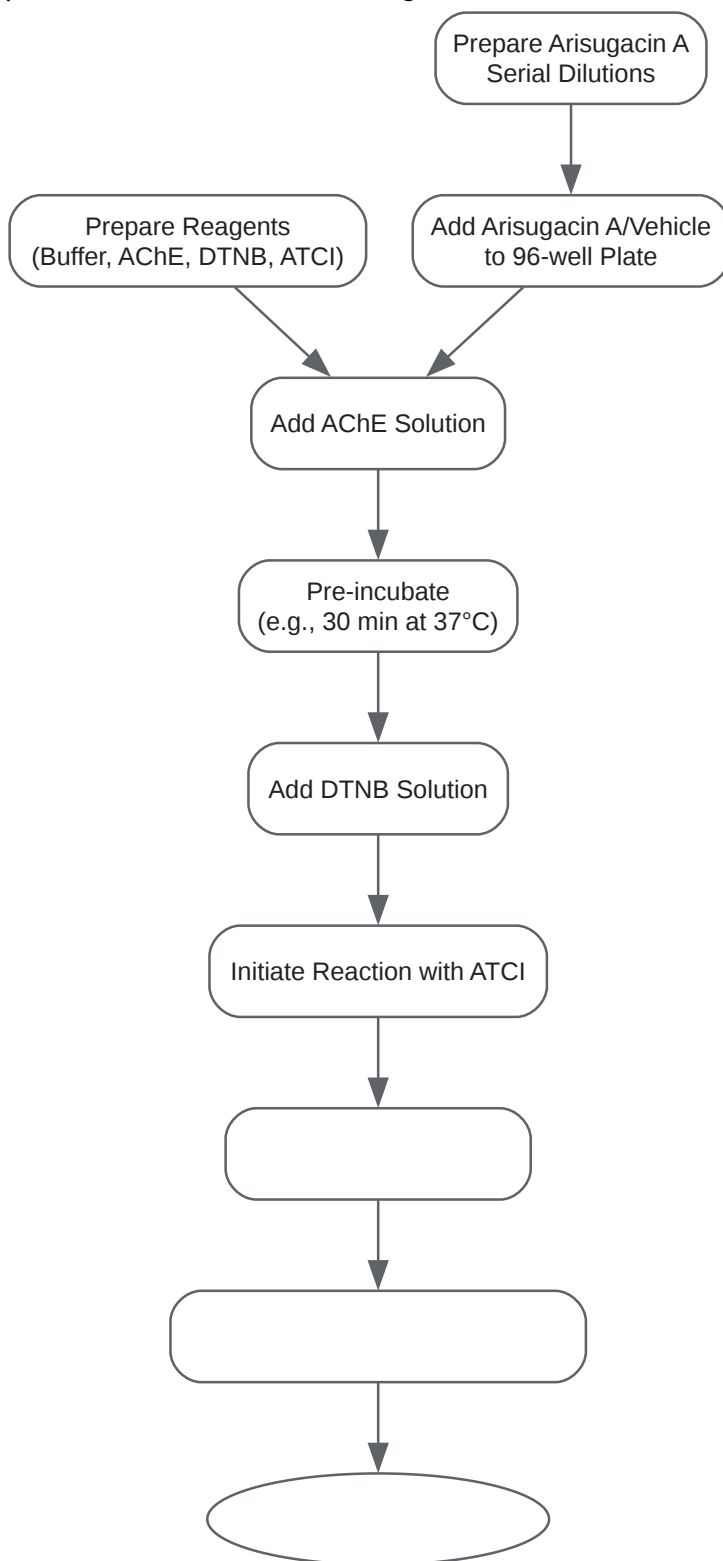 Prepare Arisugacin A
Serial Dilutions
Prepare Reagents
(Buffer, AChE, DTNB, ATCI)
Add Arisugacin A/Vehicle
to 96-well Plate
Add AChE Solution
Pre-incubate
(e.g., 30 min at 37°C)
Add DTNB Solution
Initiate Reaction with ATCI